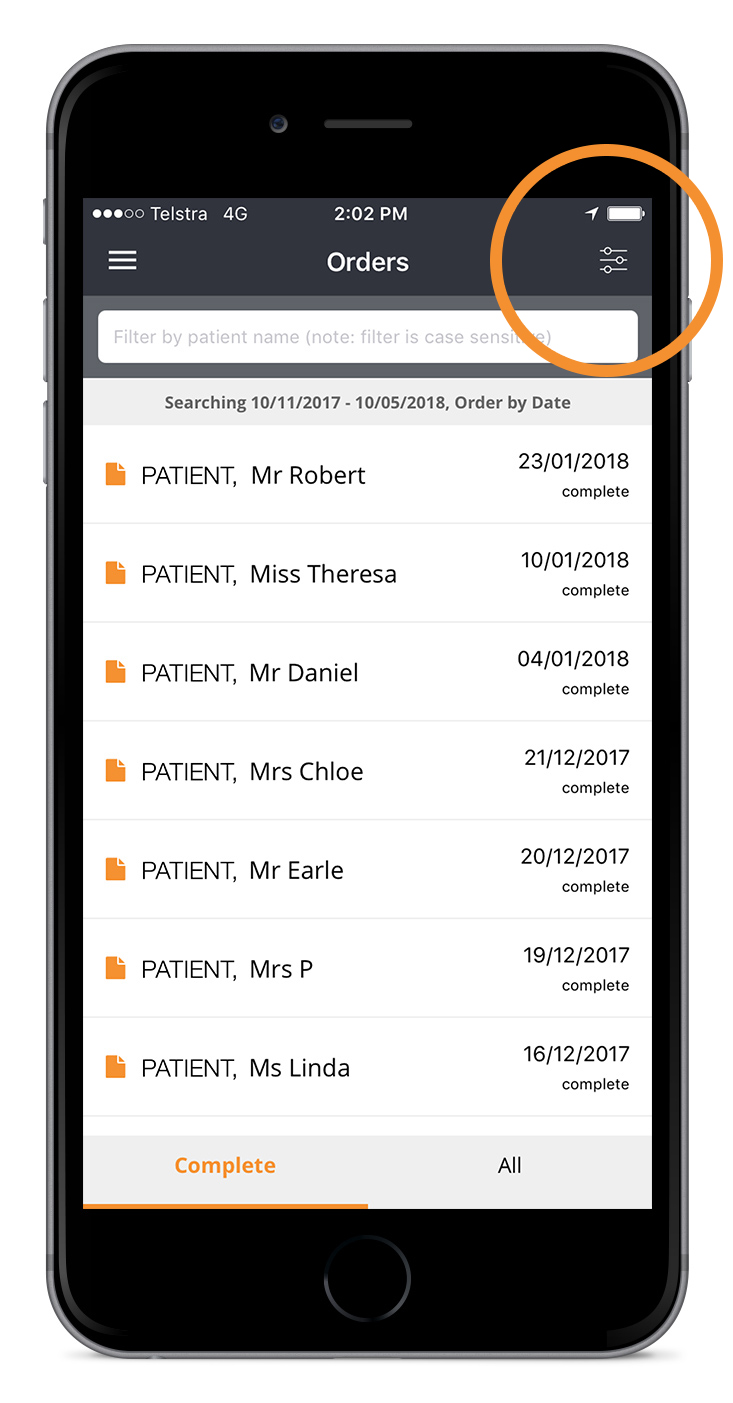 Telstra 4G 2:02 PM
Orders
Filter by patient name (note: filter is case sensitive)
Searching 10/11/2017 - 10/05/2018, Order by Date
PATIENT, Mr Robert 23/01/2018
complete
PATIENT, Miss Theresa 10/01/2018
complete
PATIENT, Mr Daniel 04/01/2018
complete
PATIENT, Mrs Chloe 21/12/2017
complete
PATIENT, Mr Earle 20/12/2017
complete
PATIENT, Mrs P 19/12/2017
complete
PATIENT, Ms Linda 16/12/2017
complete
Complete All